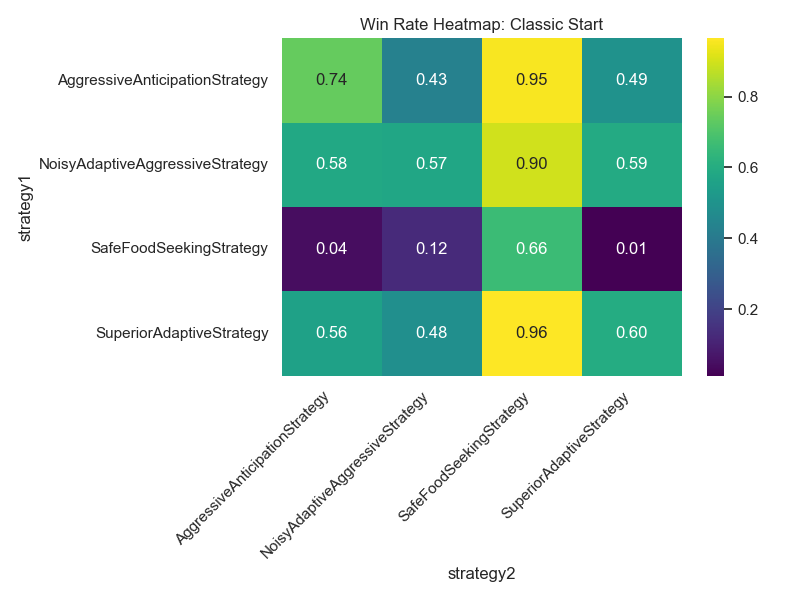 Win Rate Heatmap: Classic Start
strategy1
AggressiveAnticipationStrategy 0.74 0.43 0.95 0.49
NoisyAdaptiveAggressiveStrategy 0.58 0.57 0.90 0.59
SafeFoodSeekingStrategy 0.04 0.12 0.66 0.01
SuperiorAdaptiveStrategy 0.56 0.48 0.96 0.60
AggressiveAnticipationStrategy
NoisyAdaptiveAggressiveStrategy
SafeFoodSeekingStrategy
SuperiorAdaptiveStrategy
strategy2
0.8
0.6
0.4
0.2